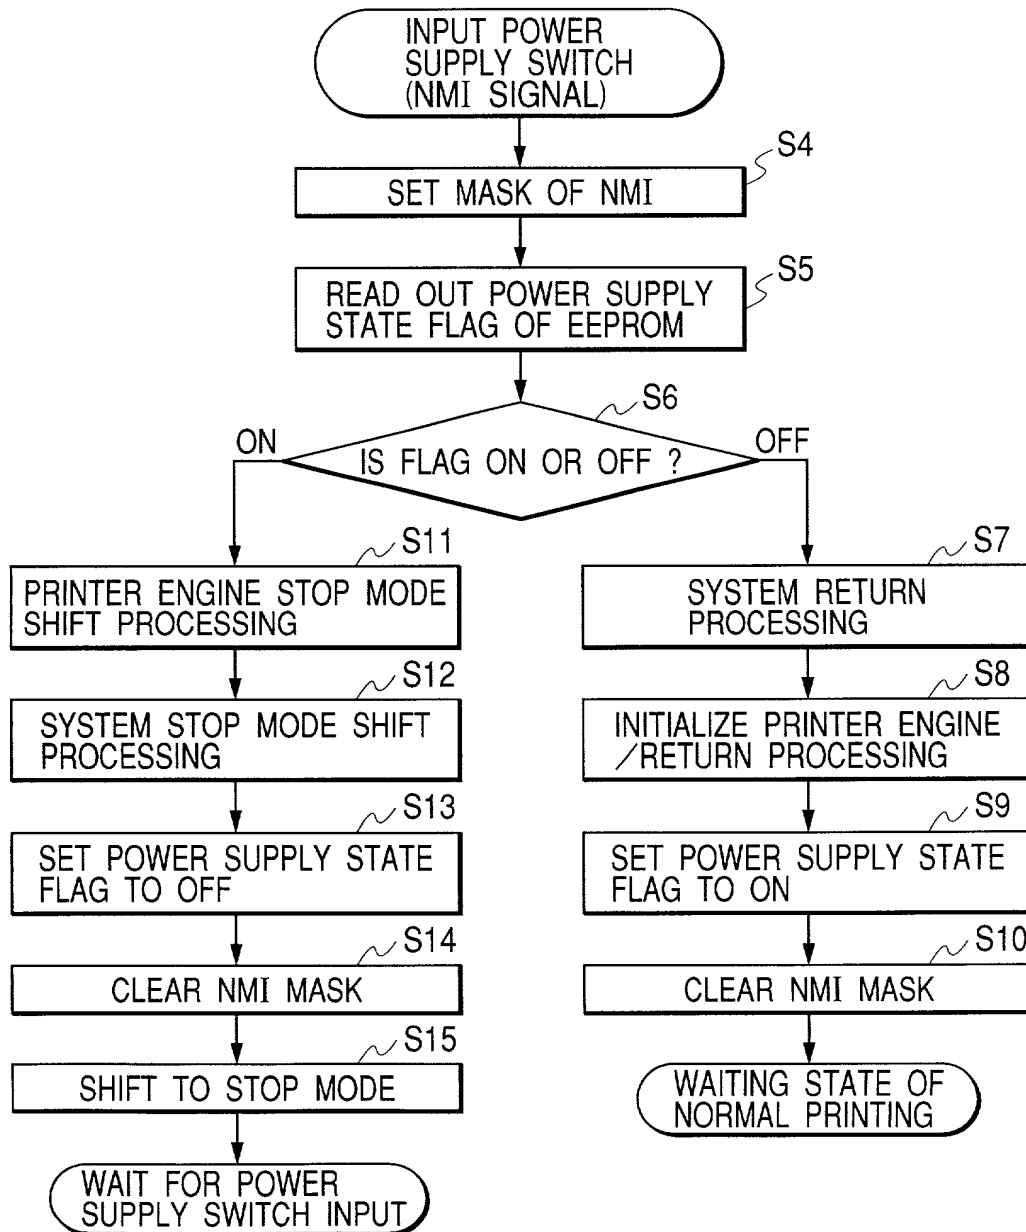 INPUT POWER
SUPPLY SWITCH
(NMI SIGNAL)
S4
SET MASK OF NMI
S5
READ OUT POWER SUPPLY
STATE FLAG OF EEPROM
S6
ON
IS FLAG ON OR OFF ?
OFF
S11
PRINTER ENGINE STOP MODE
SHIFT PROCESSING
S12
SYSTEM STOP MODE SHIFT
PROCESSING
S13
SET POWER SUPPLY STATE
FLAG TO OFF
S14
CLEAR NMI MASK
S15
SHIFT TO STOP MODE
WAIT FOR POWER
SUPPLY SWITCH INPUT
S7
SYSTEM RETURN
PROCESSING
S8
INITIALIZE PRINTER ENGINE
/RETURN PROCESSING
S9
SET POWER SUPPLY STATE
FLAG TO ON
S10
CLEAR NMI MASK
WAITING STATE OF
NORMAL PRINTING